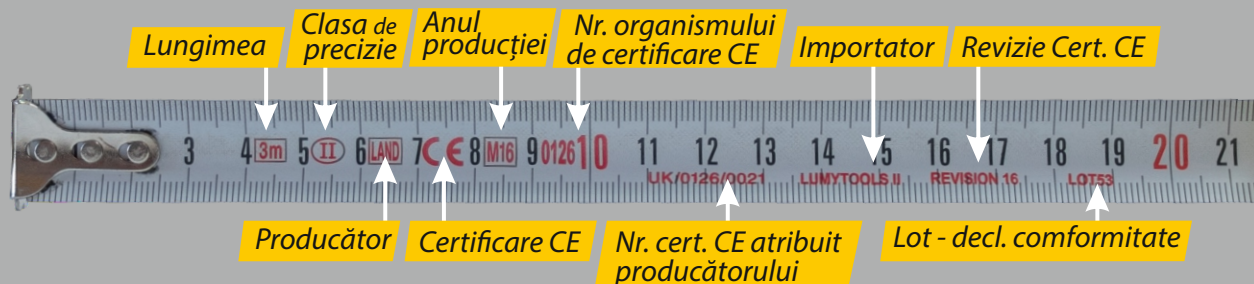 Lungimea
Clasa de
precizie
Anul
producției
Nr. organismului
de certificare CE
Importator
Revizie Cert. CE
3 4 3m 5 II 6 LAND 7 CE 8 M16 9 0126 10 11 12 13 14 15 16 17 18 19 20 21
UK/0126/0021 LUMYTOOLS II REVISION 16 LOT53
Producător
Certificare CE
Nr. cert. CE atribuit
producătorului
Lot - decl. comformitate